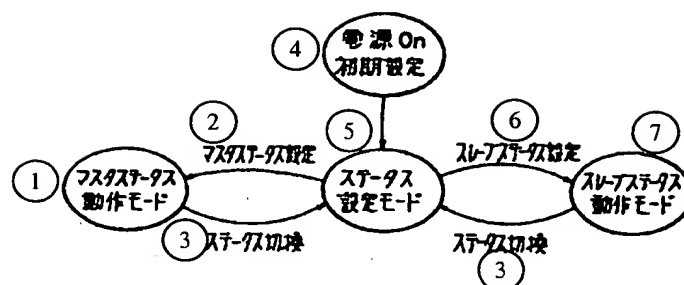 4
電源On
初期設定
2
マスタステータス設定
5
6
スレーブステータス設定
7
1
マスタステータス
動作モード
ステータス
設定モード
スレーブステータス
動作モード
3
ステータス切換
ステータス切換
3